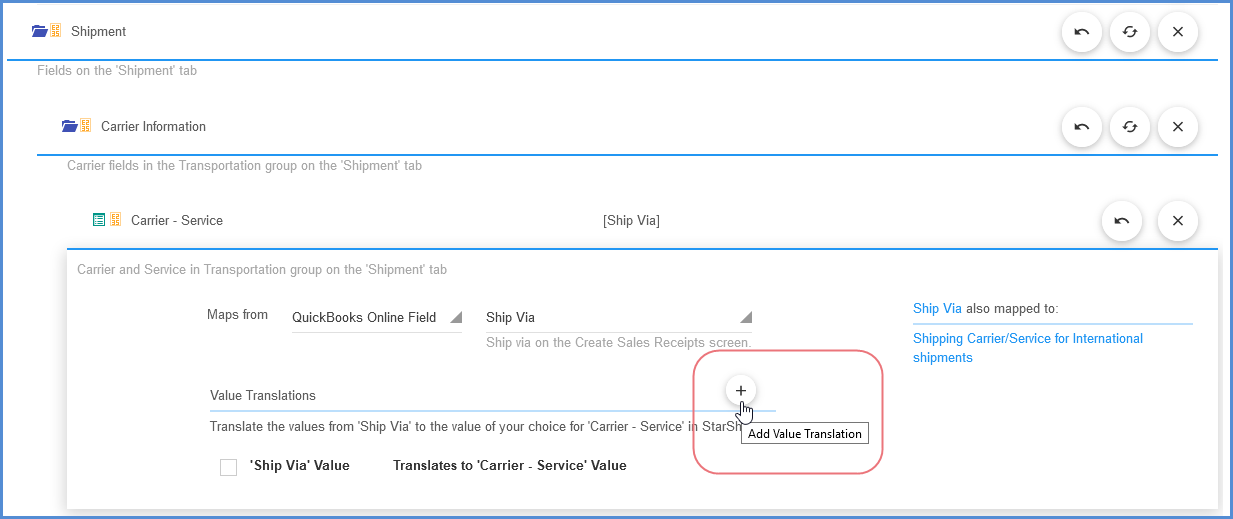 Shipment
Fields on the 'Shipment' tab
Carrier Information
Carrier fields in the Transportation group on the 'Shipment' tab
Carrier - Service [Ship Via]
Carrier and Service in Transportation group on the 'Shipment' tab
Maps from QuickBooks Online Field Ship Via
Ship via on the Create Sales Receipts screen.
Ship Via also mapped to:
Shipping Carrier/Service for International
shipments
Value Translations
Translate the values from 'Ship Via' to the value of your choice for 'Carrier - Service' in StarSh
Add Value Translation
'Ship Via' Value Translates to 'Carrier - Service' Value